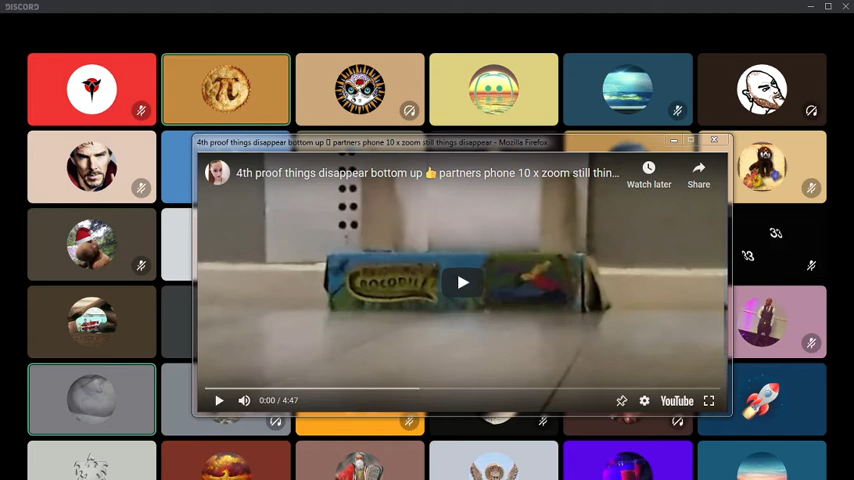 DISCORD
4th proof things disappear bottom up 👍 partners phone 10 x zoom still things disappear - Mozilla Firefox
4th proof things disappear bottom up 👍 partners phone 10 x zoom still thin...
Watch later
Share
π
ROCODILE
0:00 / 4:47
YouTube